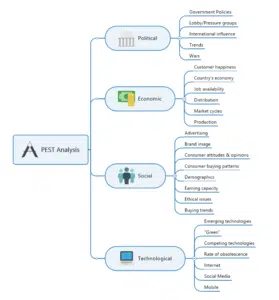 PEST Analysis
Political
Government Policies
Lobby/Pressure groups
International influence
Trends
Wars
Economic
Customer happiness
Country's economy
Job availability
Distribution
Market cycles
Production
Social
Advertising
Brand image
Consumer attitudes & opinions
Consumer buying patterns
Demographics
Earning capacity
Ethical issues
Buying trends
Technological
Emerging technologies
"Green"
Competing technologies
Rate of obsolescence
Internet
Social Media
Mobile